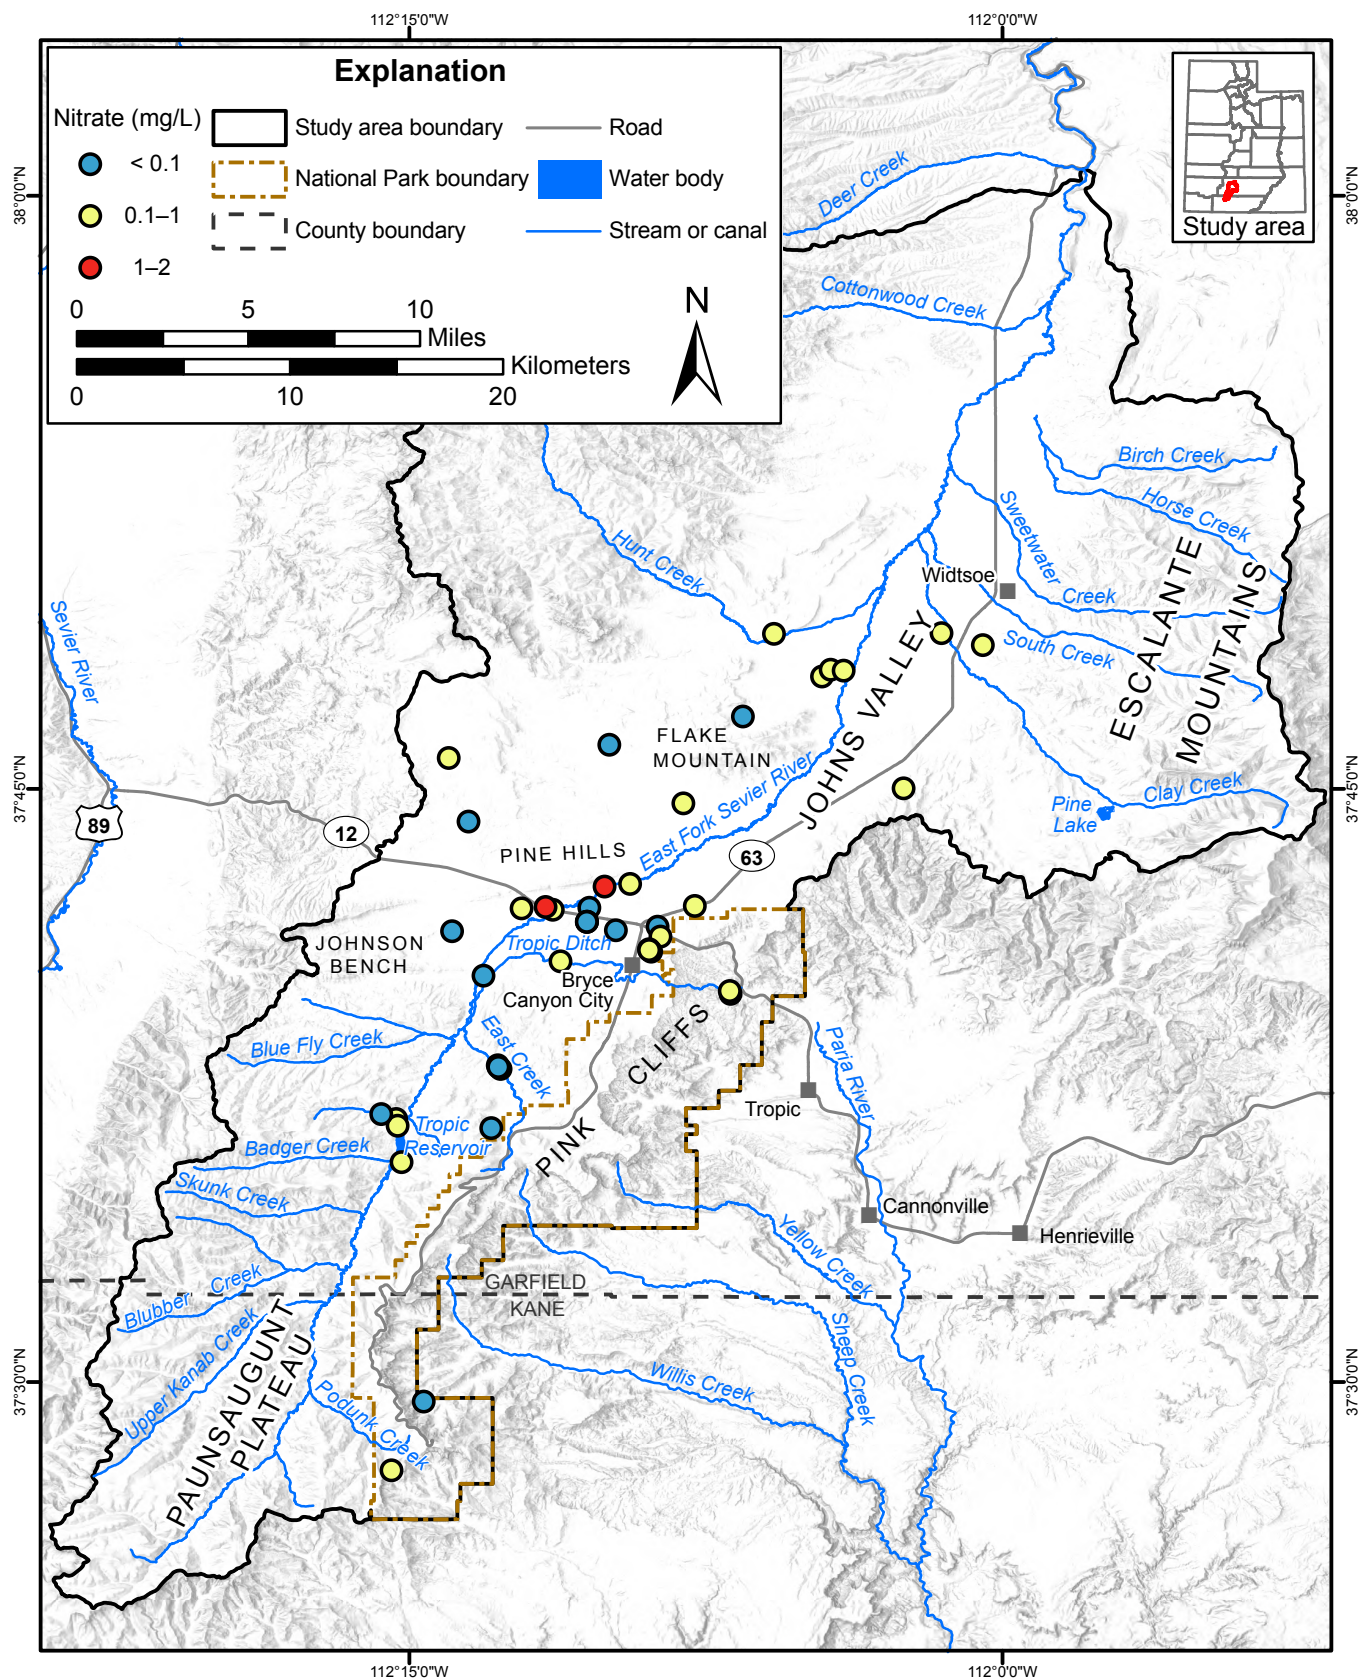 112°15'0"W
112°0'0"W
Explanation
Nitrate (mg/L)
< 0.1
0.1–1
1–2
Study area boundary
National Park boundary
County boundary
Road
Water body
Stream or canal
0
5
10
Miles
Kilometers
0
10
20
N
Study area
38°0'0"N
38°0'0"N
Deer Creek
Cottonwood Creek
Birch Creek
Horse Creek
Sweetwater
Creek
Hunt Creek
Widtsoe
South Creek
ESCALANTE
MOUNTAINS
Sevier River
JOHNS VALLEY
FLAKE
MOUNTAIN
East Fork Sevier River
37°45'0"N
37°45'0"N
Clay Creek
Pine
Lake
89
12
63
PINE HILLS
JOHNSON
BENCH
Tropic Ditch
Bryce
Canyon City
PINK
CLIFFS
East Creek
Blue Fly Creek
Paria River
Tropic
Tropic
Reservoir
Badger Creek
Skunk Creek
Cannonville
Henrieville
Yellow Creek
Blubber Creek
GARFIELD
KANE
Upper Kanab Creek
PAUNSAUGUNT
PLATEAU
Podunk Creek
Willis Creek
Sheep Creek
37°30'0"N
37°30'0"N
112°15'0"W
112°0'0"W